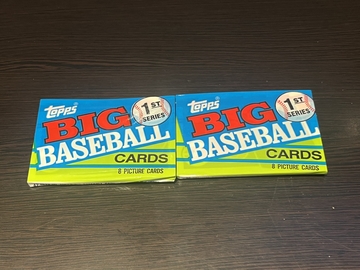 topps
1ST
SERIES
BIG
BASEBALL
CARDS
8 PICTURE CARDS
topps
1ST
SERIES
BIG
BASEBALL
CARDS
8 PICTURE CARDS